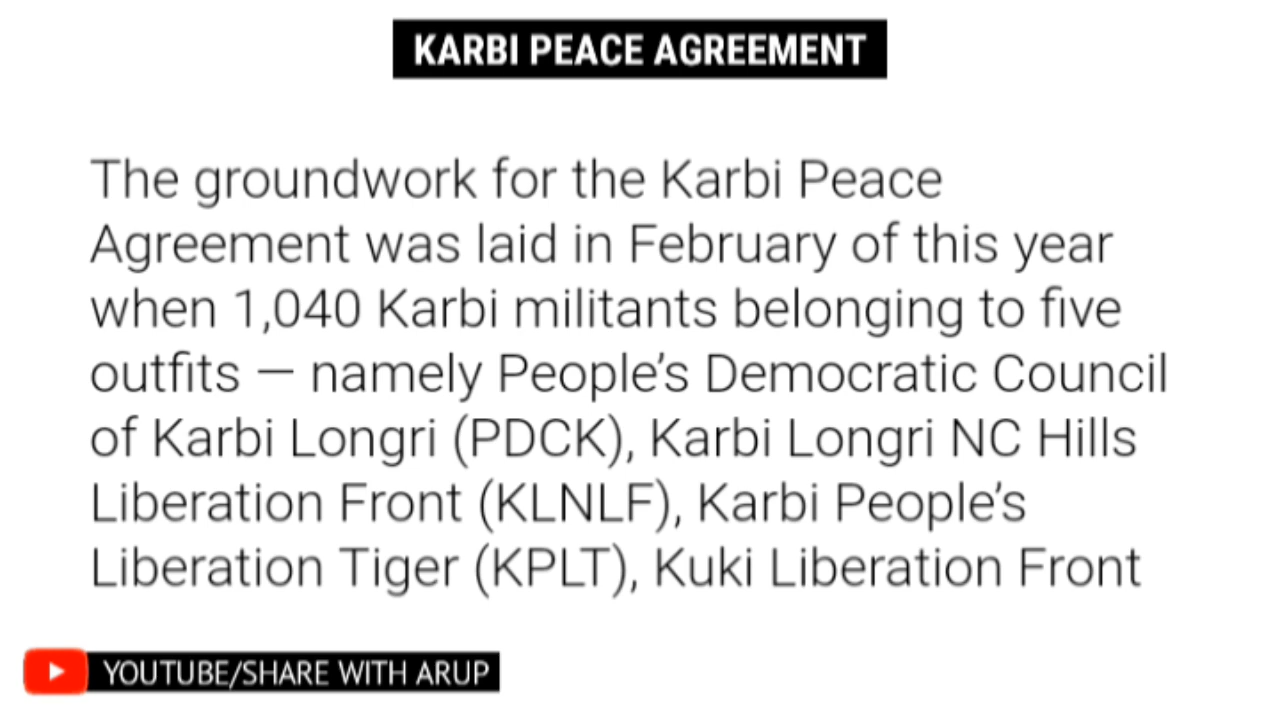 KARBI PEACE AGREEMENT
The groundwork for the Karbi Peace
Agreement was laid in February of this year
when 1,040 Karbi militants belonging to five
outfits — namely People’s Democratic Council
of Karbi Longri (PDCK), Karbi Longri NC Hills
Liberation Front (KLNLF), Karbi People’s
Liberation Tiger (KPLT), Kuki Liberation Front
YOUTUBE/SHARE WITH ARUP